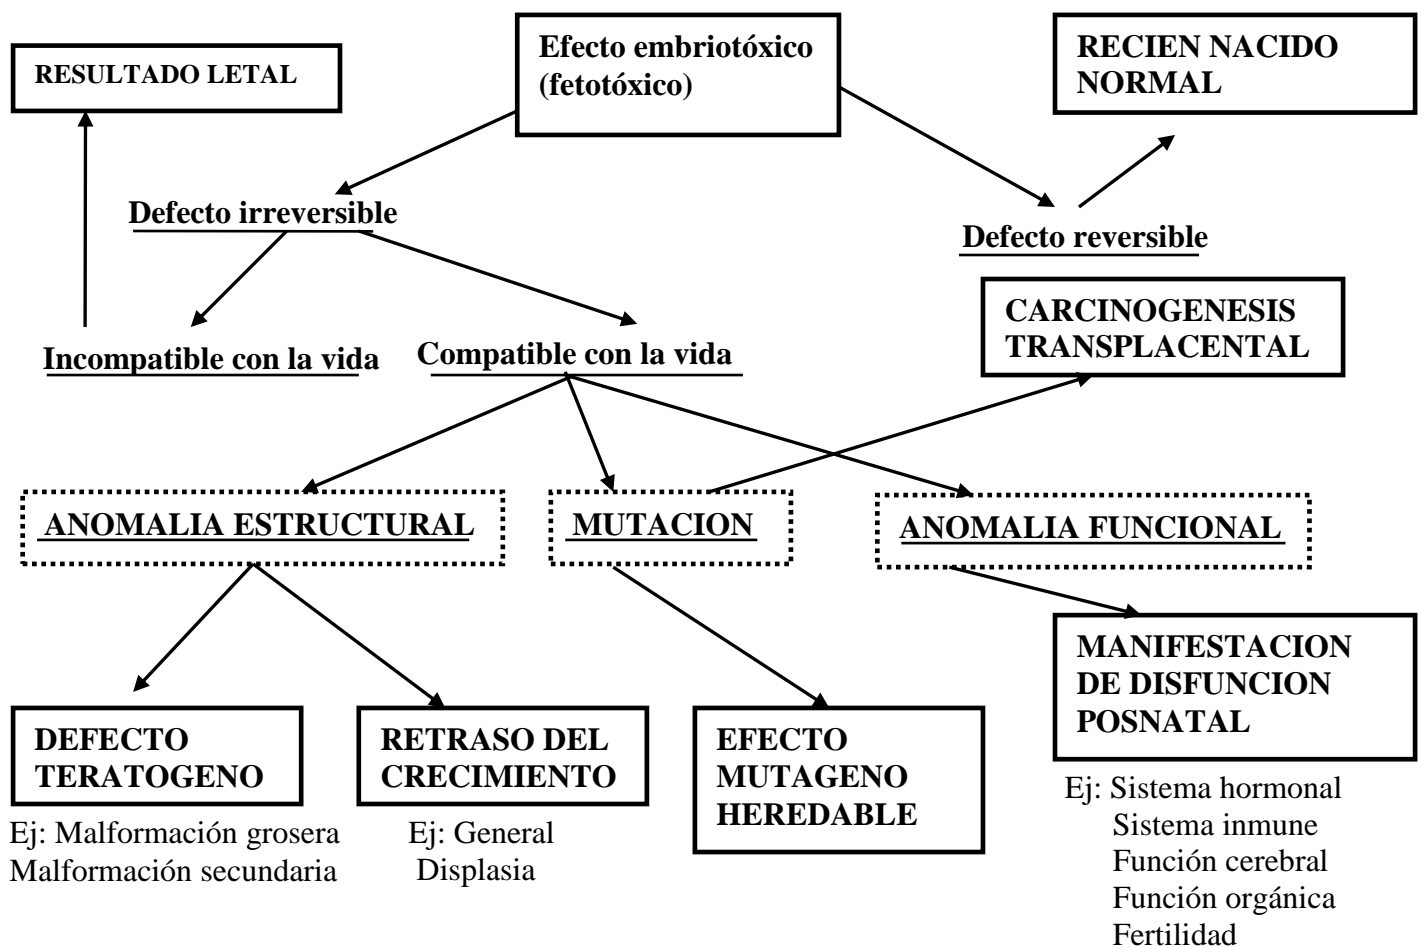 RESULTADO LETAL
Efecto embriotóxico
(fetotóxico)
RECIEN NACIDO
NORMAL
Defecto irreversible
Defecto reversible
Incompatible con la vida
Compatible con la vida
CARCINOGENESIS
TRANSPLACENTAL
ANOMALIA ESTRUCTURAL
MUTACION
ANOMALIA FUNCIONAL
DEFECTO
TERATOGENO
Ej: Malformación grosera
Malformación secundaria
RETRASO DEL
CRECIMIENTO
Ej: General
Displasia
EFECTO
MUTAGENO
HEREDABLE
MANIFESTACION
DE DISFUNCION
POSNATAL
Ej: Sistema hormonal
Sistema inmune
Función cerebral
Función orgánica
Fertilidad